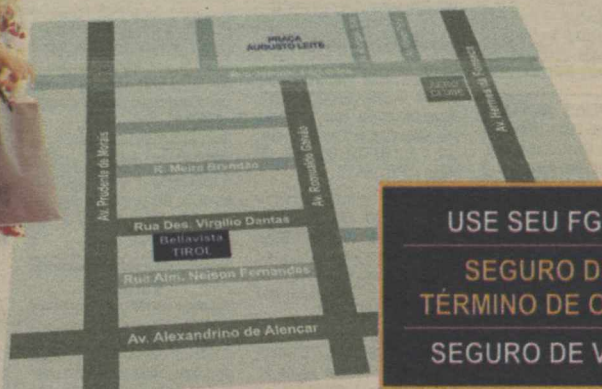 PRAÇA
AUGUSTO LEITE
Av. Hermes da Fonseca
Av. Prudente de Morais
Av. Romualdo Galvão
R. Meira Brandão
Rua Des. Virgílio Dantas
Bellavista
TIROL
Rua Alm. Nelson Fernandes
Av. Alexandrino de Alencar
USE SEU FG
SEGURO D
TÉRMINO DE
SEGURO DE V